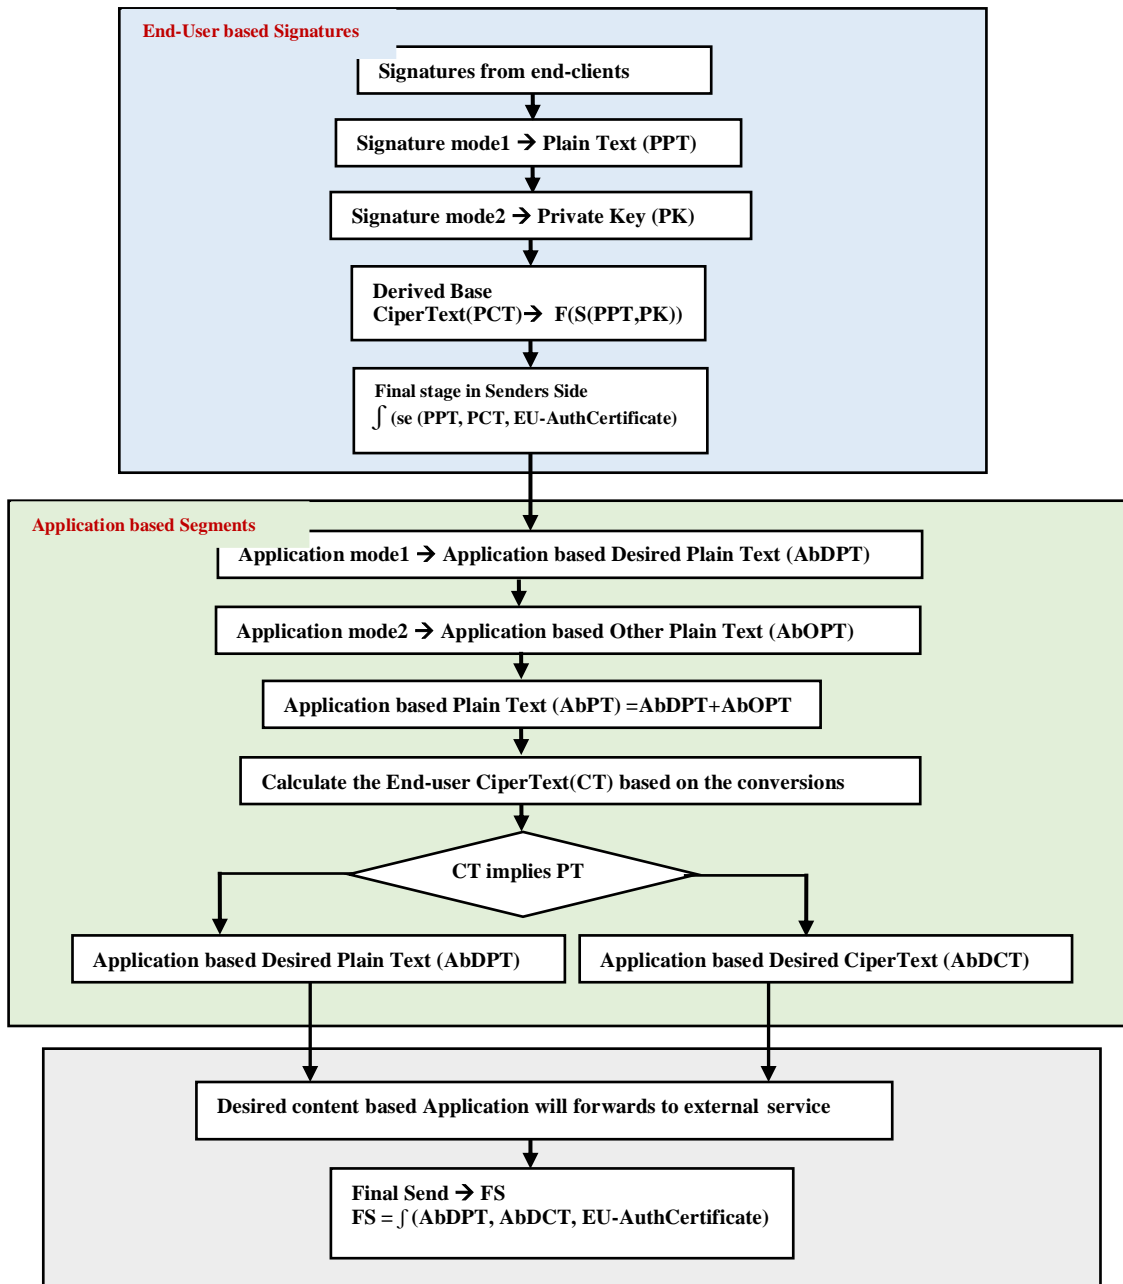 End-User based Signatures
Signatures from end-clients
Signature mode1 → Plain Text (PPT)
Signature mode2 → Private Key (PK)
Derived Base
CiperText(PCT) → F(S(PPT,PK))
Final stage in Senders Side
∫ (se (PPT, PCT, EU-AuthCertificate)
Application based Segments
Application mode1 → Application based Desired Plain Text (AbDPT)
Application mode2 → Application based Other Plain Text (AbOPT)
Application based Plain Text (AbPT) =AbDPT+AbOPT
Calculate the End-user CiperText(CT) based on the conversions
CT implies PT
Application based Desired Plain Text (AbDPT)
Application based Desired CiperText (AbDCT)
Desired content based Application will forwards to external service
Final Send → FS
FS = ∫ (AbDPT, AbDCT, EU-AuthCertificate)